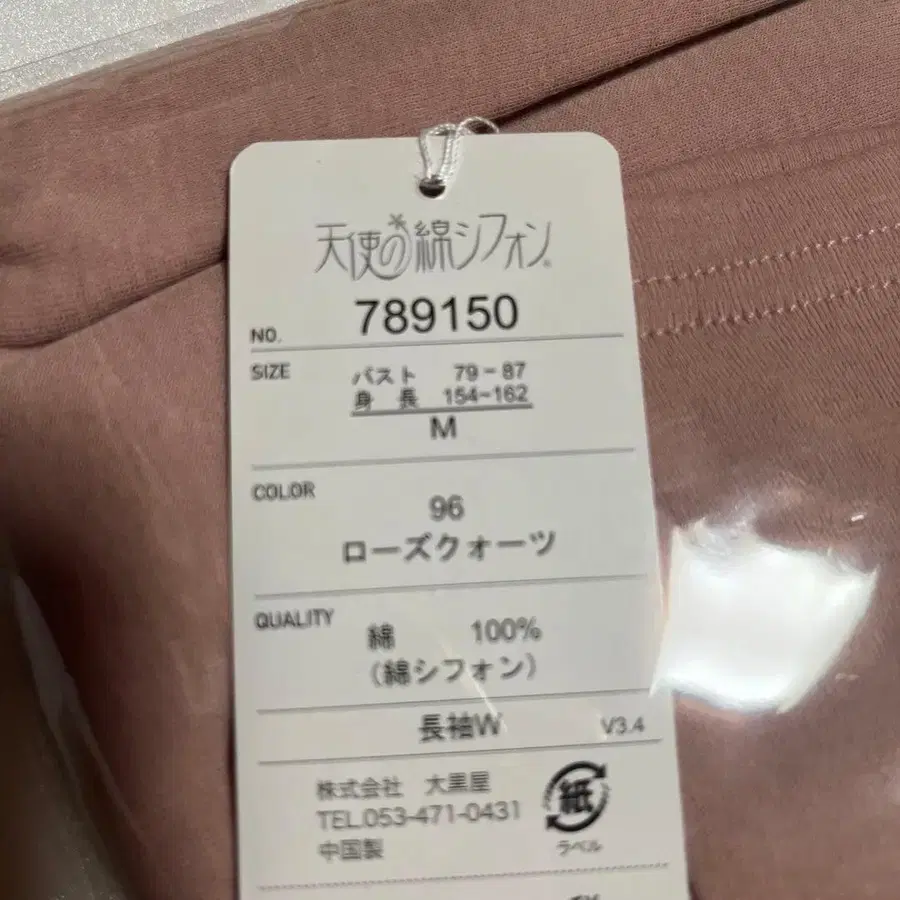 天使の綿シフォン®
NO. 789150
SIZE バスト 79-87
身長 154~162
M
COLOR
96
ローズクォーツ
QUALITY
綿 100%
(綿シフォン)
長袖W V3.4
株式会社 大黒屋
TEL.053-471-0431
中国製
紙
ラベル